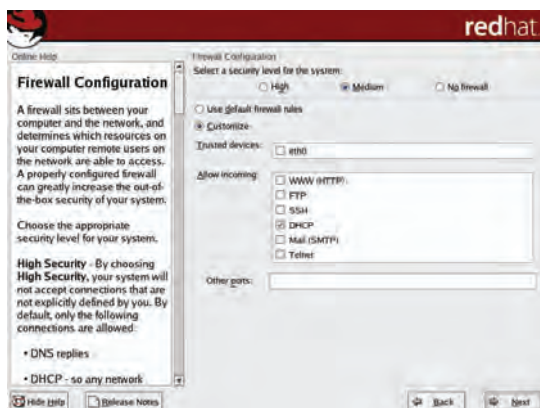 redhat
Online Help
Firewall Configuration
A firewall sits between your
computer and the network, and
determines which resources on
your computer remote users on
the network are able to access.
A properly configured firewall
can greatly increase the out-of-
the-box security of your system.
Choose the appropriate
security level for your system.
High Security - By choosing
High Security, your system will
not accept connections that are
not explicitly defined by you. By
default, only the following
connections are allowed:
• DNS replies
• DHCP - so any network
Hide Help
Release Notes
Firewall Configuration
Select a security level for the system:
High
Medium
No firewall
Use default firewall rules
Customize
Trusted devices:
eth0
Allow incoming:
WWW (HTTP)
FTP
SSH
DHCP
Mail (SMTP)
Telnet
Other ports:
Back
Next